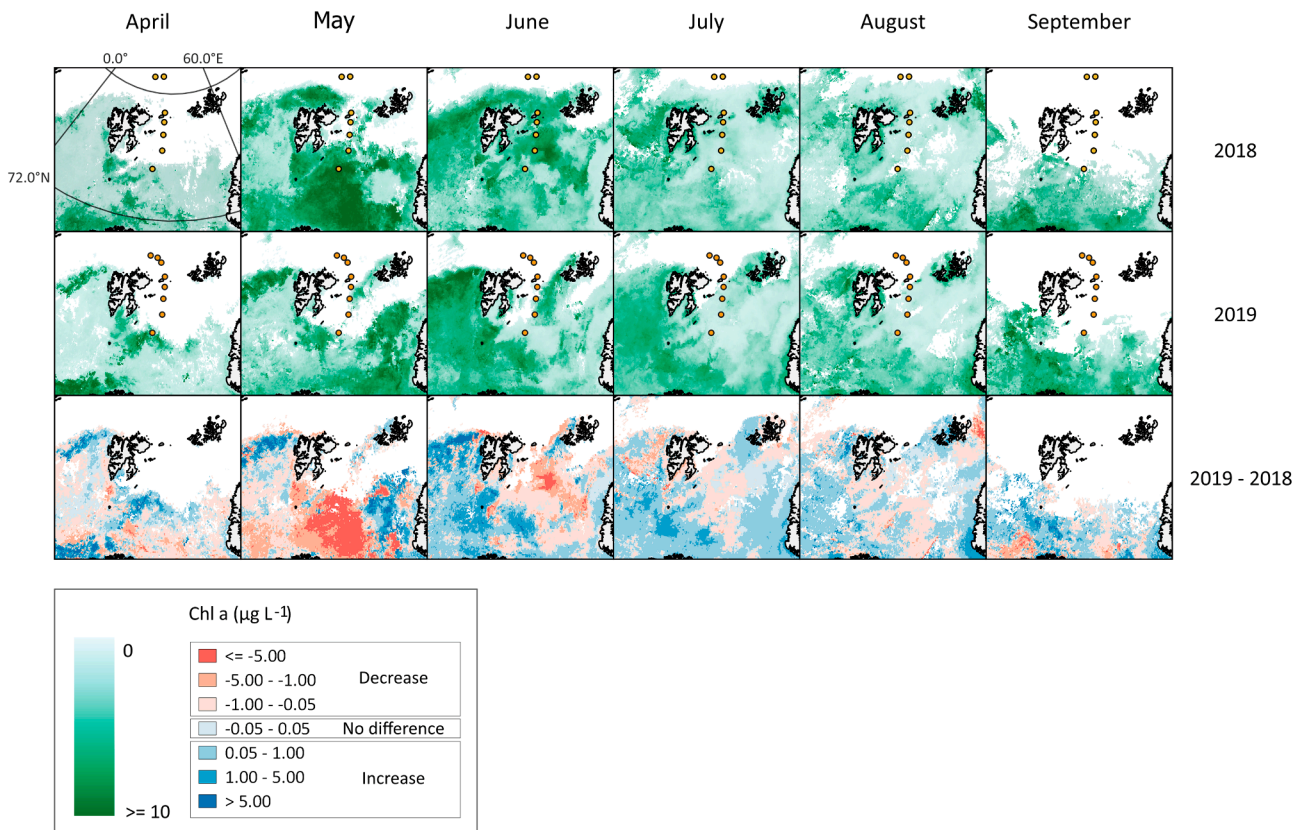 April May June July August September
0.0° 60.0°E
72.0°N
2018
2019
2019 - 2018
Chl a (µg L-1)
0
>= 10
<= -5.00
-5.00 - -1.00
-1.00 - -0.05
Decrease
-0.05 - 0.05 No difference
0.05 - 1.00
1.00 - 5.00
> 5.00
Increase